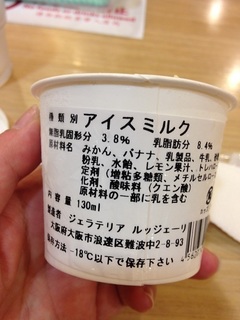 種類別 アイスミルク
無脂乳固形分 3.8% 乳脂肪分 8.4%
原材料名 みかん、バナナ、乳製品、牛乳、
粉乳、水飴、レモン果汁、トレハロ
定剤（増粘多糖類、メチルセルロー
化剤、酸味料（クエン酸）
原材料の一部に乳を含む
内容量 130ml
製造者 ジェラテリア ルッジェーリ
大阪府大阪市浪速区難波中2-8-93
保存方法 -18℃以下で保存下さい